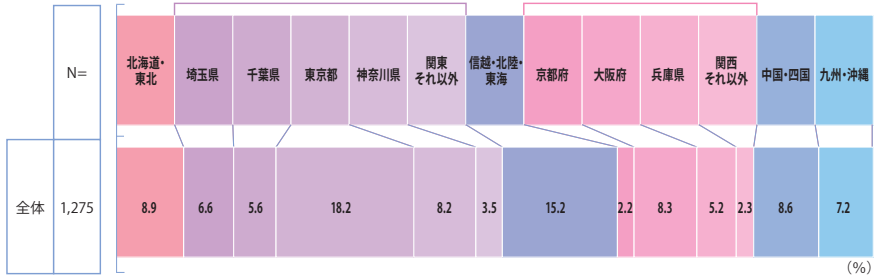 N=
北海道・
東北
埼玉県
千葉県
東京都
神奈川県
関東
それ以外
信越・北陸・
東海
京都府
大阪府
兵庫県
関西
それ以外
中国・四国
九州・沖縄
全体
1,275
8.9
6.6
5.6
18.2
8.2
3.5
15.2
2.2
8.3
5.2
2.3
8.6
7.2
(%)